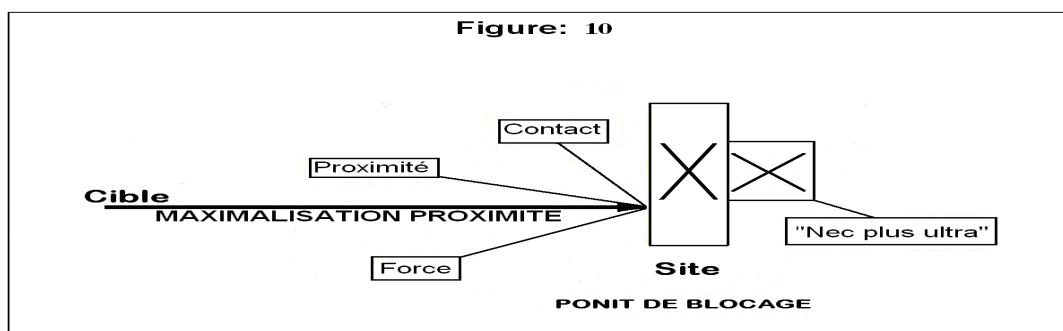 Figure: 10
Contact
Proximité
Cible
MAXIMALISATION PROXIMITE
"Nec plus ultra"
Force
Site
PONIT DE BLOCAGE